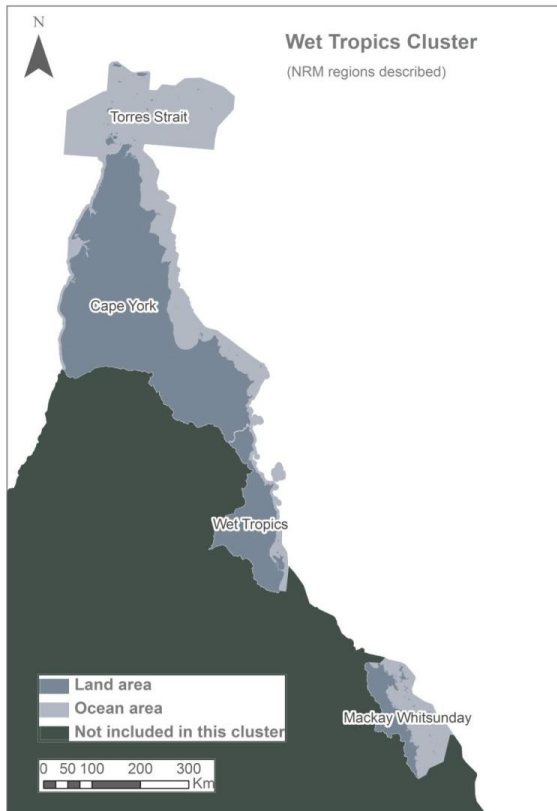 N
Wet Tropics Cluster
(NRM regions described)
Torres Strait
Cape York
Wet Tropics
Mackay Whitsunday
Land area
Ocean area
Not included in this cluster
0 50 100 200 300
Km